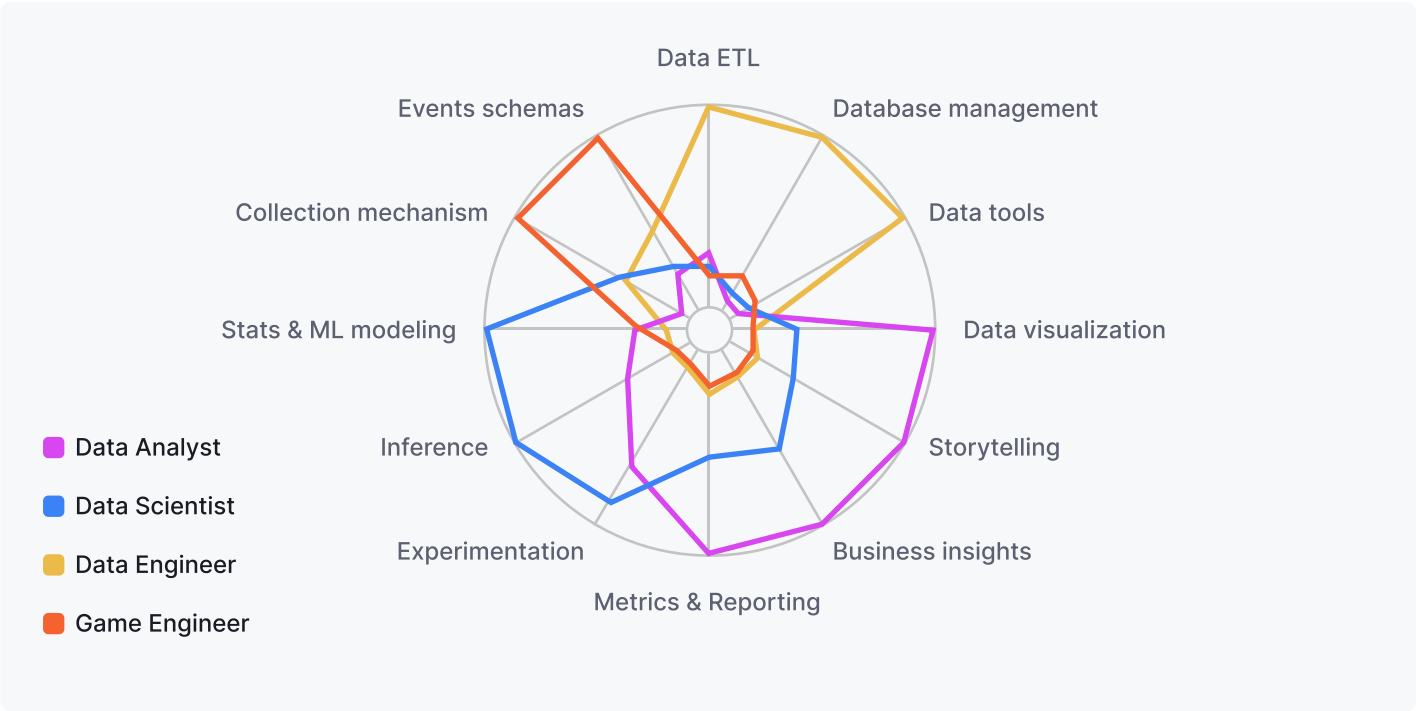 Data ETL
Events schemas
Database management
Collection mechanism
Data tools
Stats & ML modeling
Data visualization
Inference
Storytelling
Experimentation
Business insights
Metrics & Reporting
Data Analyst
Data Scientist
Data Engineer
Game Engineer